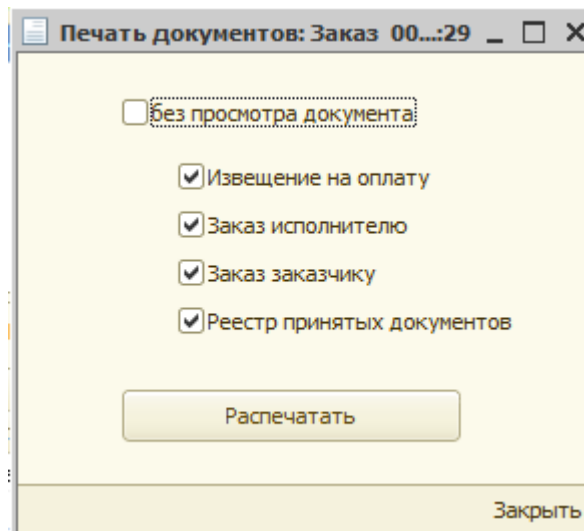 Печать документов: Заказ 00...:29
без просмотра документа
Извещение на оплату
Заказ исполнителю
Заказ заказчику
Реестр принятых документов
Распечатать
Закрыть